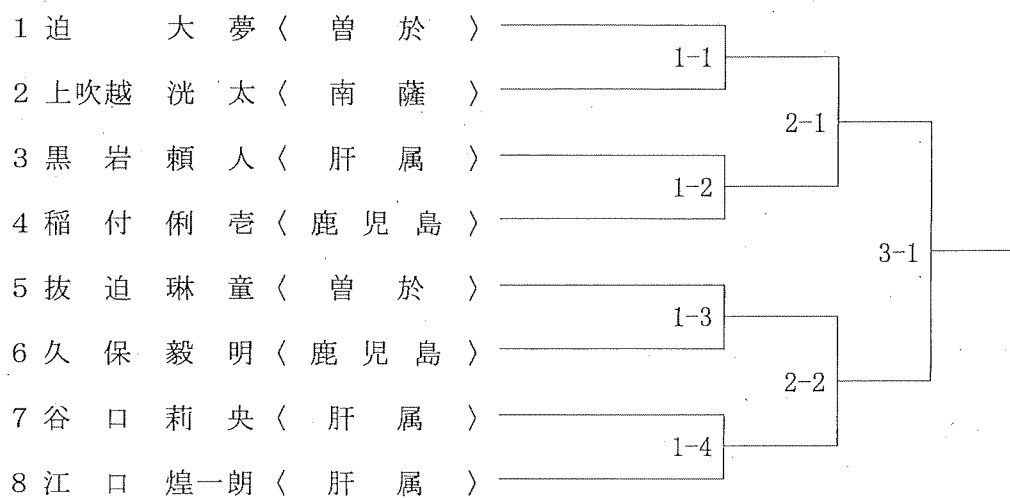 1 迫 大 夢 〈 曽 於 〉
1-1
2 上吹越 洸 太 〈 南 薩 〉
2-1
3 黒 岩 頼 人 〈 肝 属 〉
1-2
4 稲 付 俐 壱 〈 鹿 児 島 〉
3-1
5 抜 迫 琳 童 〈 曽 於 〉
1-3
6 久 保 毅 明 〈 鹿 児 島 〉
2-2
7 谷 口 莉 央 〈 肝 属 〉
1-4
8 江 口 煌一朗 〈 肝 属 〉